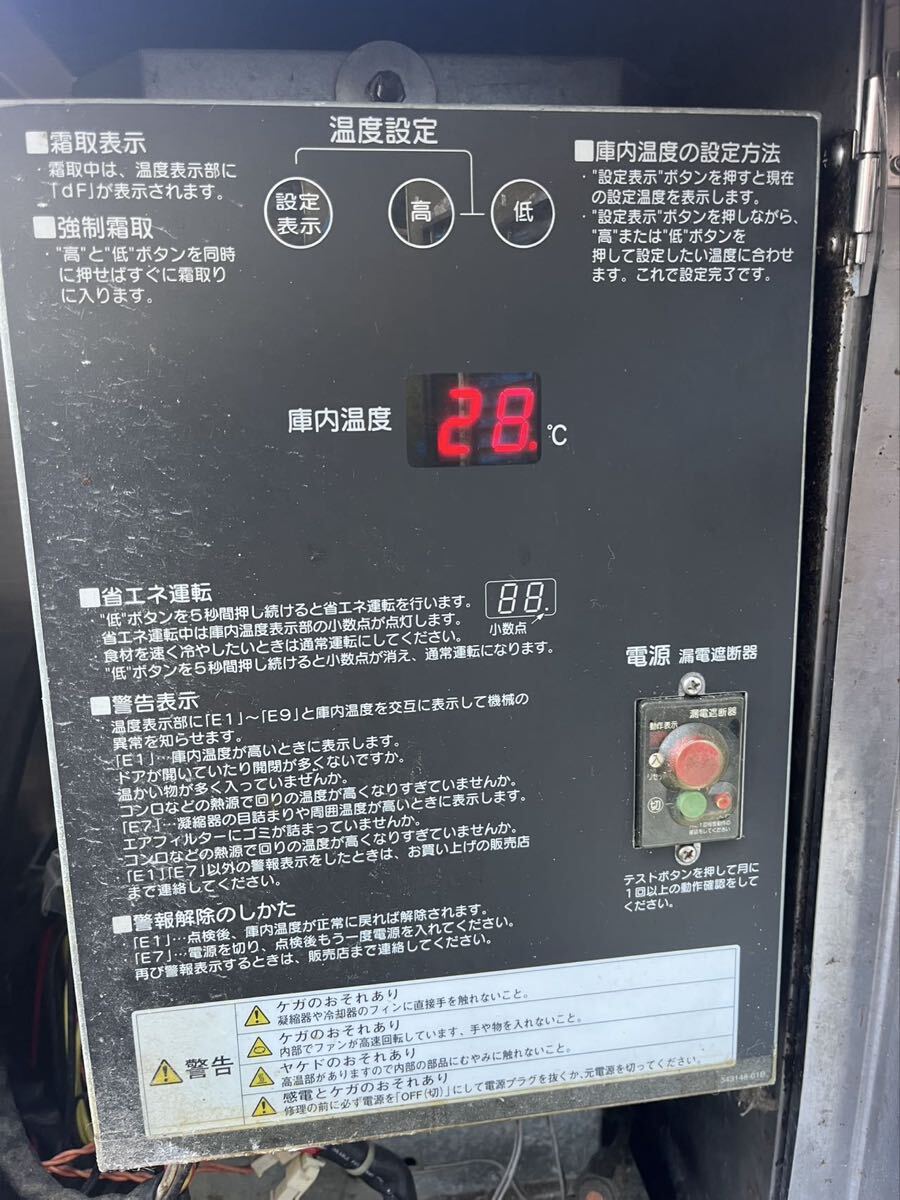 温度設定
■霜取表示
・霜取中は、温度表示部に
「dF」が表示されます。
■強制霜取
・"高"と"低"ボタンを同時
に押せばすぐに霜取り
に入ります。
設定
表示
高
低
■庫内温度の設定方法
・"設定表示"ボタンを押すと現在
の設定温度を表示します。
・"設定表示"ボタンを押しながら、
"高"または"低"ボタンを
押して設定したい温度に合わせ
ます。これで設定完了です。
庫内温度
28.
℃
■省エネ運転
"低"ボタンを5秒間押し続けると省エネ運転を行います。
省エネ運転中は庫内温度表示部の小数点が点灯します。
食材を速く冷やしたいときは通常運転にしてください。
"低"ボタンを5秒間押し続けると小数点が消え、通常運転になります。
88.
小数点
■警告表示
温度表示部に「E1」～「E9」と庫内温度を交互に表示して機械の
異常を知らせます。
「E1」…庫内温度が高いときに表示します。
ドアが開いていたり開閉が多くないですか。
温かい物が多く入っていませんか。
コンロなどの熱源で回りの温度が高くなりすぎていませんか。
「E7」…凝縮器の目詰まりや周囲温度が高いときに表示します。
エアフィルターにゴミが詰まっていませんか。
コンロなどの熱源で回りの温度が高くなりすぎていませんか。
「E1」「E7」以外の警報表示をしたときは、お買い上げの販売店
まで連絡してください。
■警報解除のしかた
「E1」…点検後、庫内温度が正常に戻れば解除されます。
「E7」…電源を切り、点検後もう一度電源を入れてください。
再び警報表示するときは、販売店まで連絡してください。
電源 漏電遮断器
漏電遮断器
動作表示
リセット
切
テストボタンを押して月に
1回以上の動作確認をして
ください。
警告
ケガのおそれあり
凝縮器や冷却器のフィンに直接手を触れないこと。
ケガのおそれあり
内部でファンが高速回転しています、手や物を入れないこと。
ヤケドのおそれあり
高温部がありますので内部の部品にむやみに触れないこと。
感電とケガのおそれあり
修理の前に必ず電源を「OFF(切)」にして電源プラグを抜くか、元電源を切ってください。